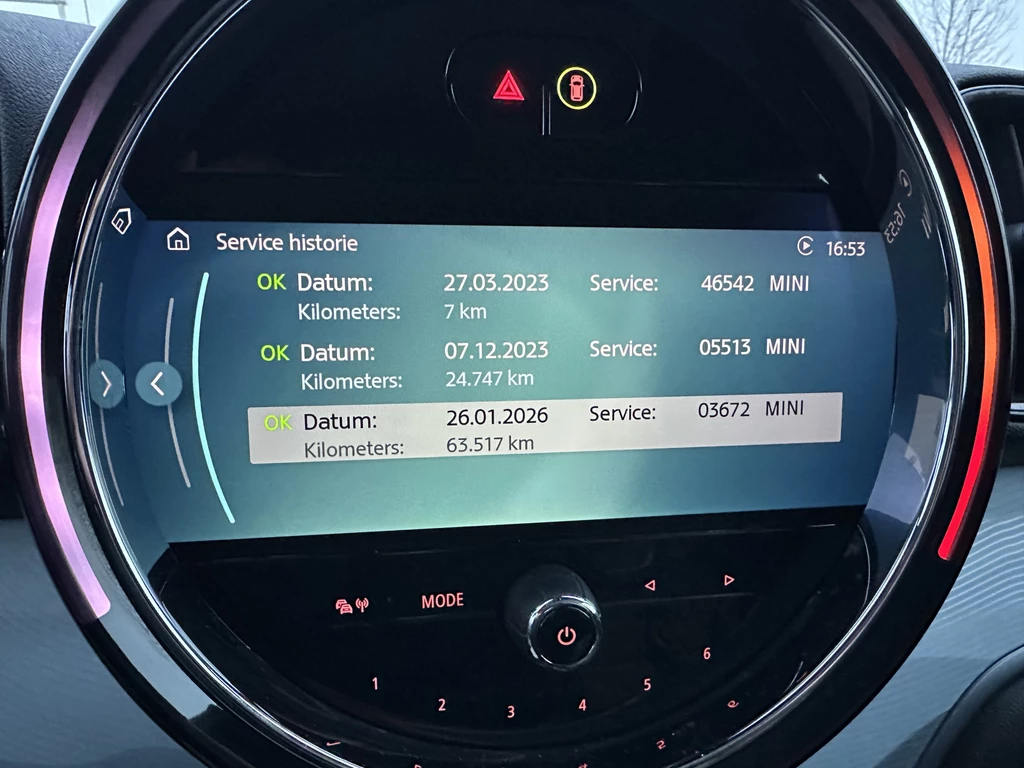 Service historie 16:53
OK Datum: 27.03.2023 Service: 46542 MINI
Kilometers: 7 km
OK Datum: 07.12.2023 Service: 05513 MINI
Kilometers: 24.747 km
OK Datum: 26.01.2026 Service: 03672 MINI
Kilometers: 63.517 km
MODE
1 2 3 4 5 6